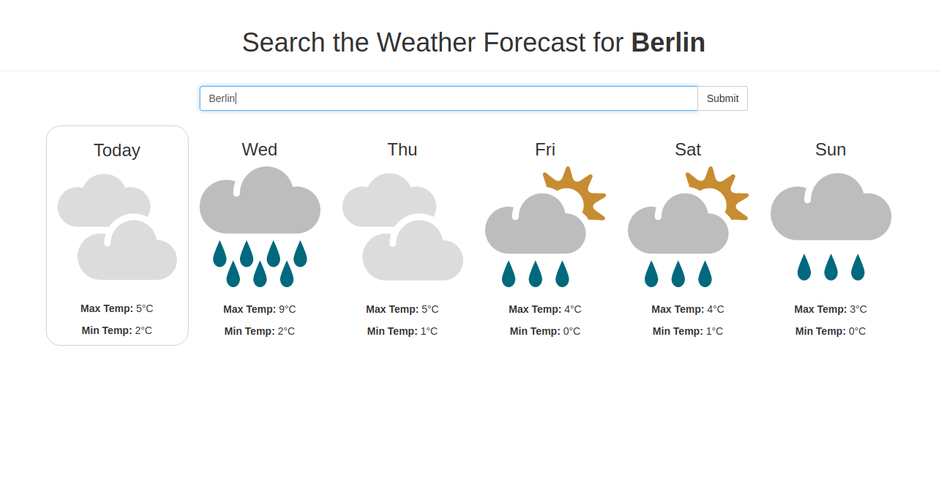 Search the Weather Forecast for Berlin
Berlin
Submit
Today
Max Temp: 5°C
Min Temp: 2°C
Wed
Max Temp: 9°C
Min Temp: 2°C
Thu
Max Temp: 5°C
Min Temp: 1°C
Fri
Max Temp: 4°C
Min Temp: 0°C
Sat
Max Temp: 4°C
Min Temp: 1°C
Sun
Max Temp: 3°C
Min Temp: 0°C